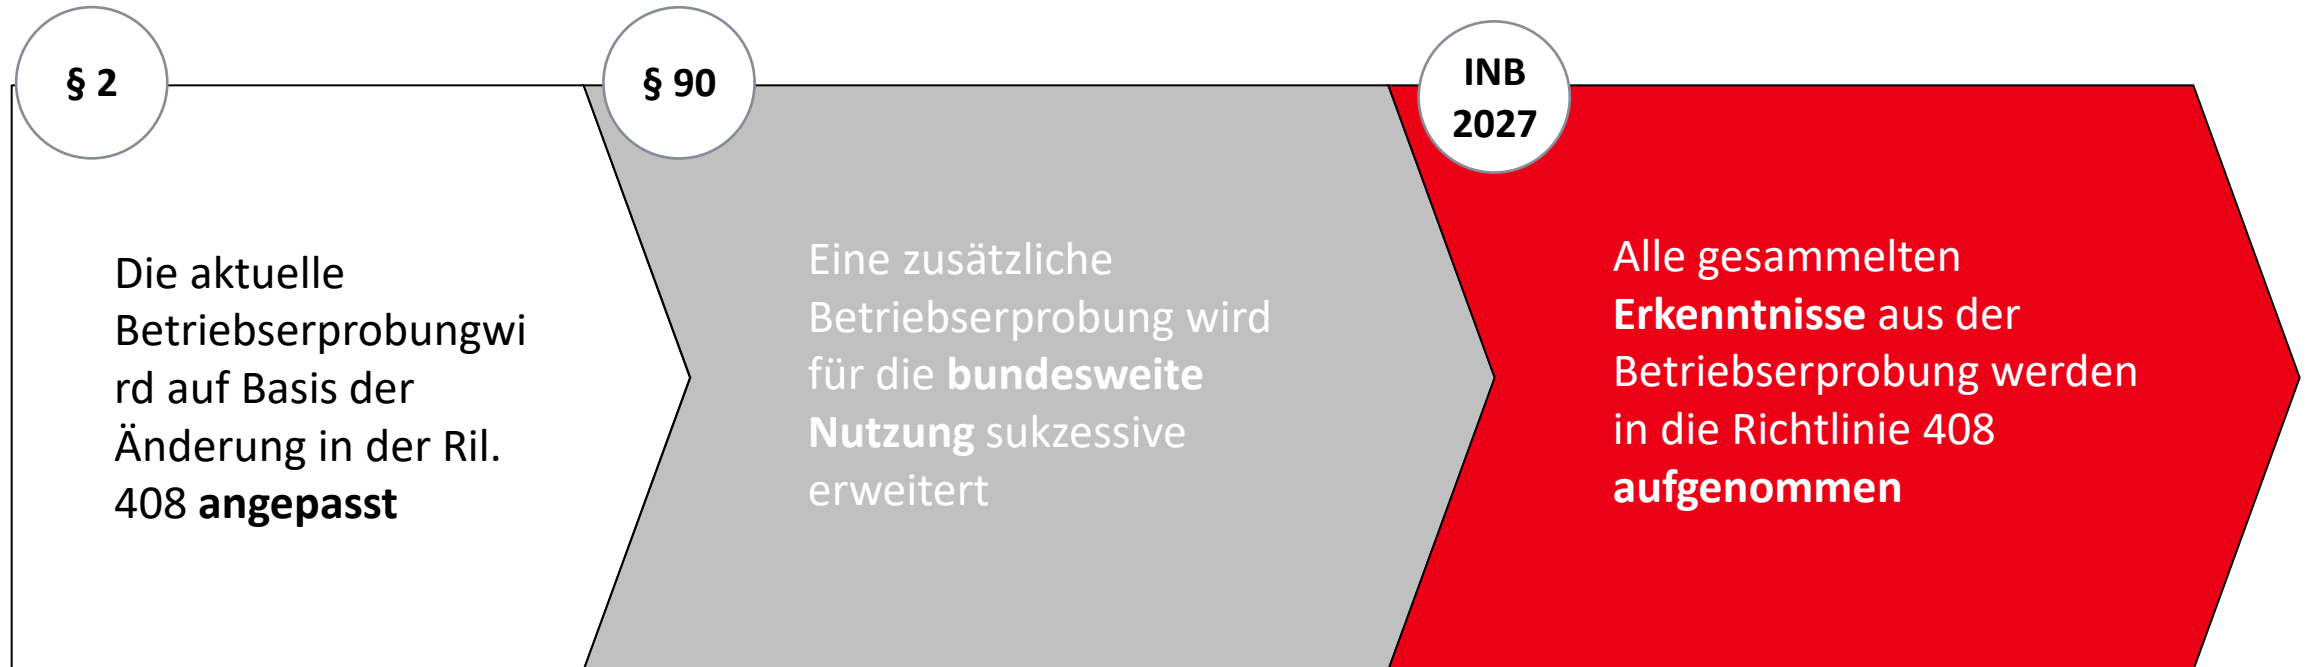 § 2
Die aktuelle
Betriebserprobungwi
rd auf Basis der
Änderung in der Ril.
408 angepasst
§ 90
Eine zusätzliche
Betriebserprobung wird
für die bundesweite
Nutzung sukzessive
erweitert
INB
2027
Alle gesammelten
Erkenntnisse aus der
Betriebserprobung werden
in die Richtlinie 408
aufgenommen